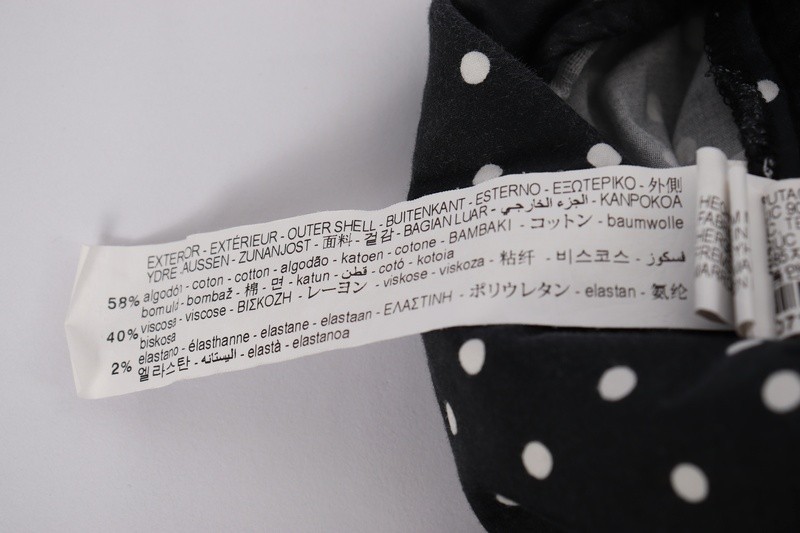 EXTEROR - EXTÉRIEUR - OUTER SHELL - BUITENKANT - ESTERNO - ΕΞΩΤΕΡΙΚΟ - 外側
YDRE - AUSSEN - ZUNANJOST - 面料 - 겉감 - BAGIAN LUAR - الجزء الخارجي - KANPOKOA
58% algodón - coton - cotton - algodão - katoen - cotone - BAMBAKI - コットン - baumwolle
bomuld - bombaž - 棉 - 면 - katun - قطن - cotó - kotoia
40% viscosa - viscose - ΒΙΣΚΟΖΗ - レーヨン - viskose - viskoza - 粘纤 - 비스코스 - فسكوز
biskosa
2% elastano - élasthanne - elastane - elastaan - ΕΛΑΣΤΙΝΗ - ポリウレタン - elastan - 氨纶
엘라스탄 - اليستانه - elastà - elastanoa